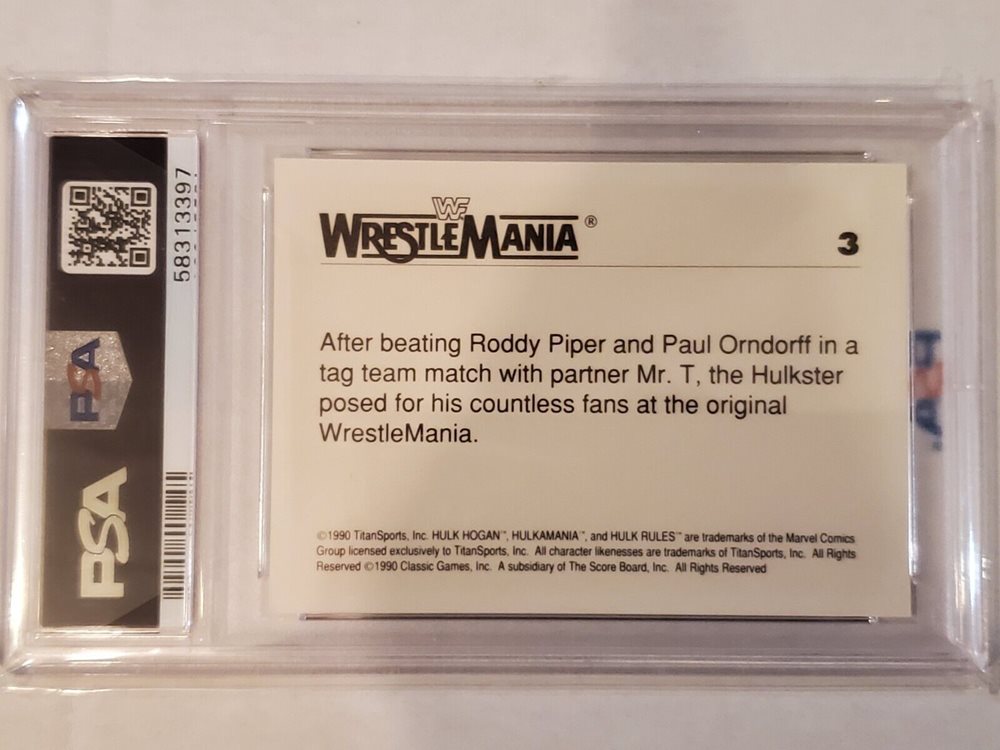 58313397
PSA
PSA
WF
WRESTLEMANIA®
3
After beating Roddy Piper and Paul Orndorff in a
tag team match with partner Mr. T, the Hulkster
posed for his countless fans at the original
WrestleMania.
©1990 TitanSports, Inc. HULK HOGAN™, HULKAMANIA™, and HULK RULES™ are trademarks of the Marvel Comics
Group licensed exclusively to TitanSports, Inc. All character likenesses are trademarks of TitanSports, Inc. All Rights
Reserved ©1990 Classic Games, Inc. A subsidiary of The Score Board, Inc. All Rights Reserved